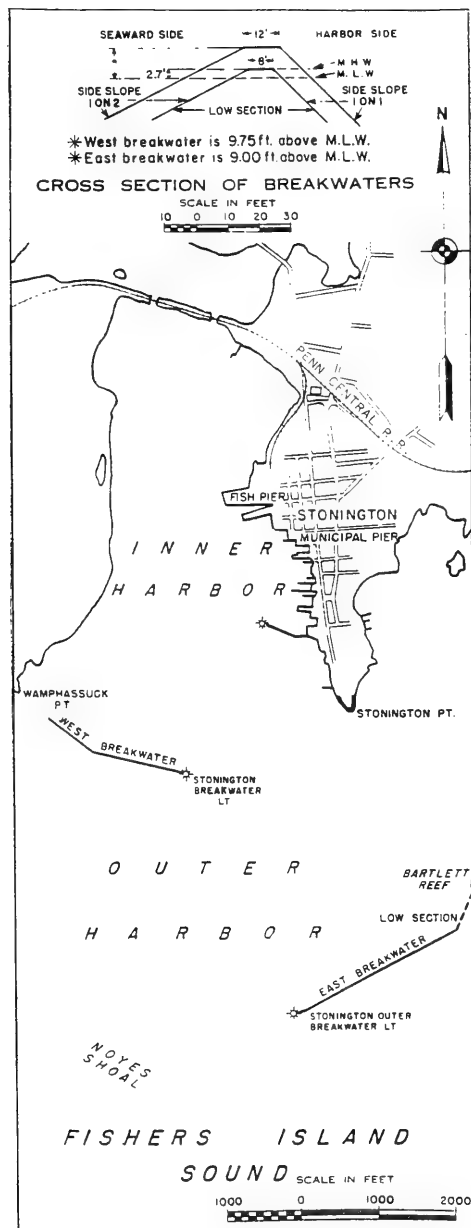 SEAWARD SIDE
12'
HARBOR SIDE
8'
M H W
M. L. W
2.7'
SIDE SLOPE
1 ON 2
SIDE SLOPE
1 ON 1
LOW SECTION
* West breakwater is 9.75 ft. above M.L.W.
* East breakwater is 9.00 ft. above M.L.W.
CROSS SECTION OF BREAKWATERS
SCALE IN FEET
10 0 10 20 30
N
PENN CENTRAL R.R.
FISH PIER
STONINGTON
MUNICIPAL PIER
INNER
HARBOR
WAMPHASSUCK
PT
STONINGTON PT.
WEST BREAKWATER
STONINGTON
BREAKWATER
LT
OUTER
HARBOR
BARTLETT
REEF
LOW SECTION
EAST BREAKWATER
STONINGTON OUTER
BREAKWATER LT
NOYES
SHOAL
FISHERS ISLAND
SOUND
SCALE IN FEET
1000 0 1000 2000